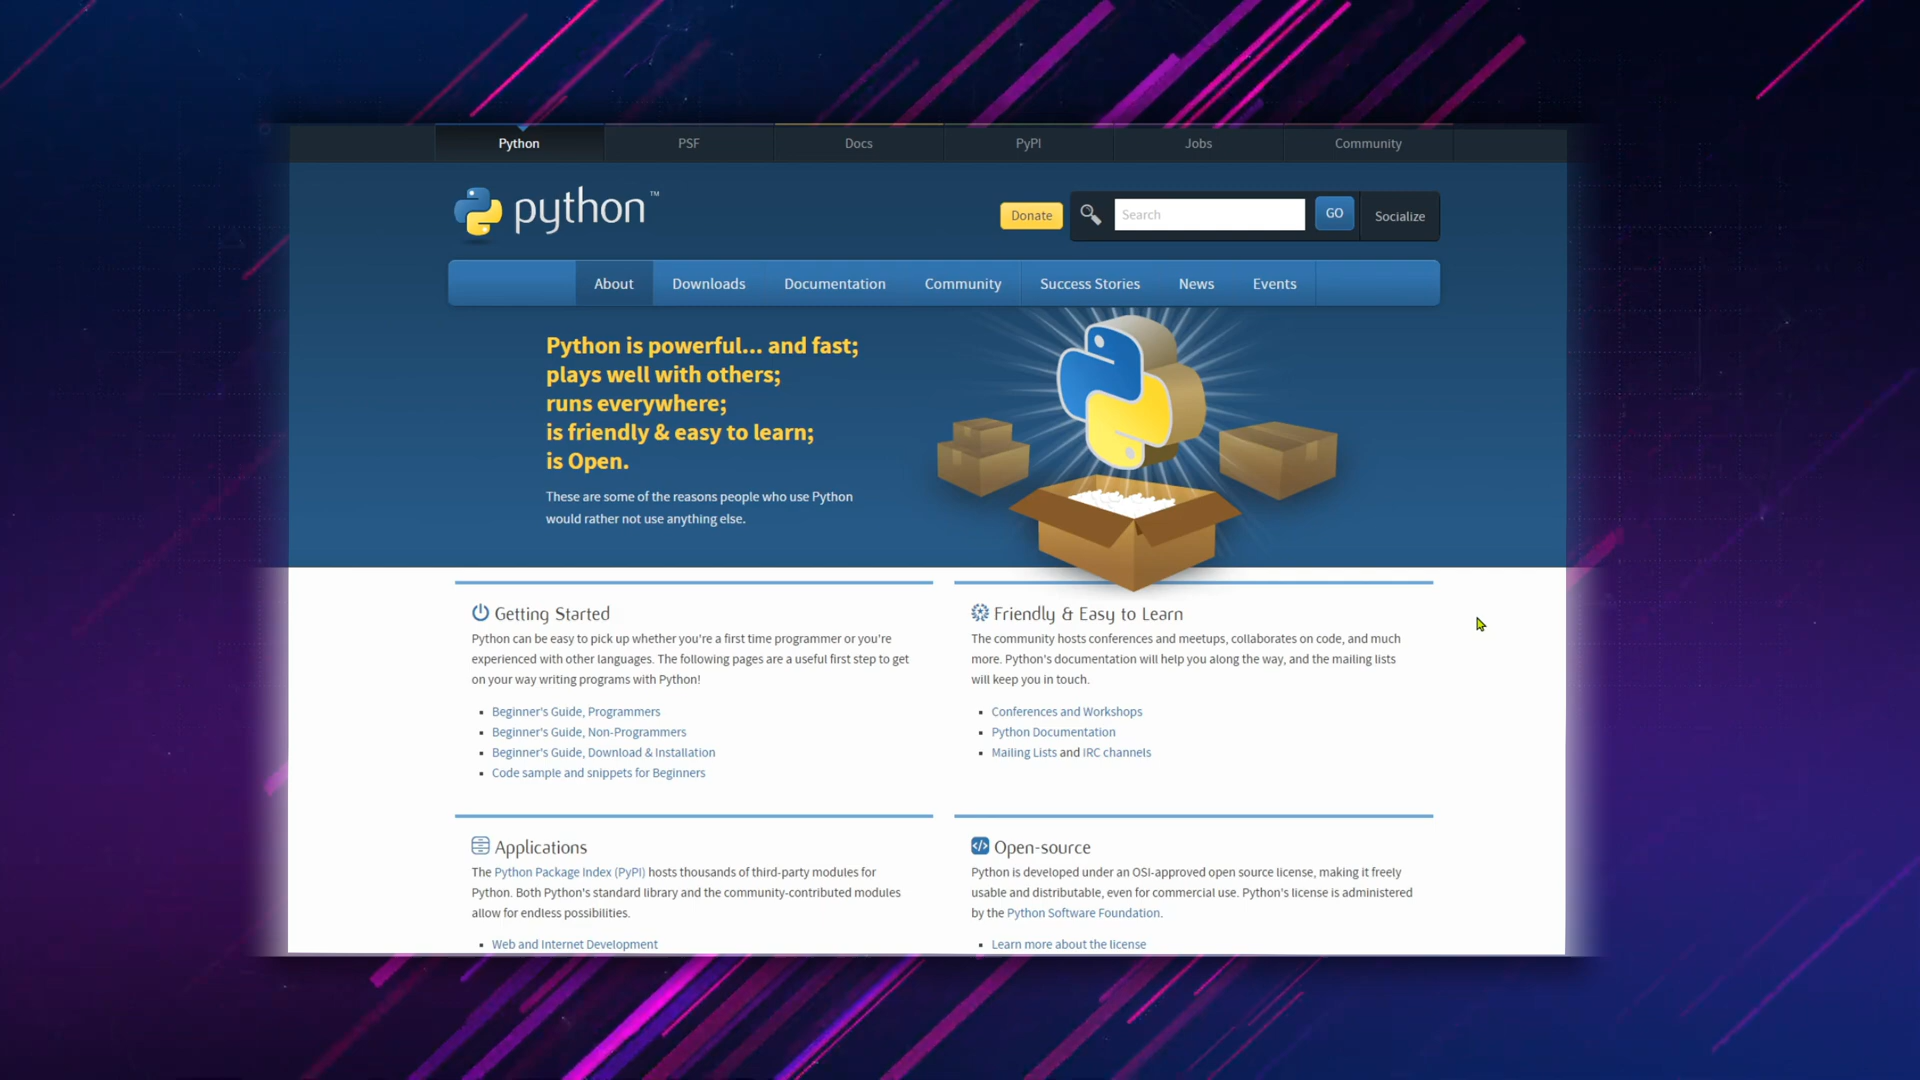 Python
PSF
Docs
PyPI
Jobs
Community
python™
Donate
Search
GO
Socialize
About
Downloads
Documentation
Community
Success Stories
News
Events
Python is powerful... and fast;
plays well with others;
runs everywhere;
is friendly & easy to learn;
is Open.
These are some of the reasons people who use Python
would rather not use anything else.
Getting Started
Python can be easy to pick up whether you're a first time programmer or you're
experienced with other languages. The following pages are a useful first step to get
on your way writing programs with Python!
Beginner's Guide, Programmers
Beginner's Guide, Non-Programmers
Beginner's Guide, Download & Installation
Code sample and snippets for Beginners
Friendly & Easy to Learn
The community hosts conferences and meetups, collaborates on code, and much
more. Python's documentation will help you along the way, and the mailing lists
will keep you in touch.
Conferences and Workshops
Python Documentation
Mailing Lists and IRC channels
Applications
The Python Package Index (PyPI) hosts thousands of third-party modules for
Python. Both Python's standard library and the community-contributed modules
allow for endless possibilities.
Web and Internet Development
Open-source
Python is developed under an OSI-approved open source license, making it freely
usable and distributable, even for commercial use. Python's license is administered
by the Python Software Foundation.
Learn more about the license